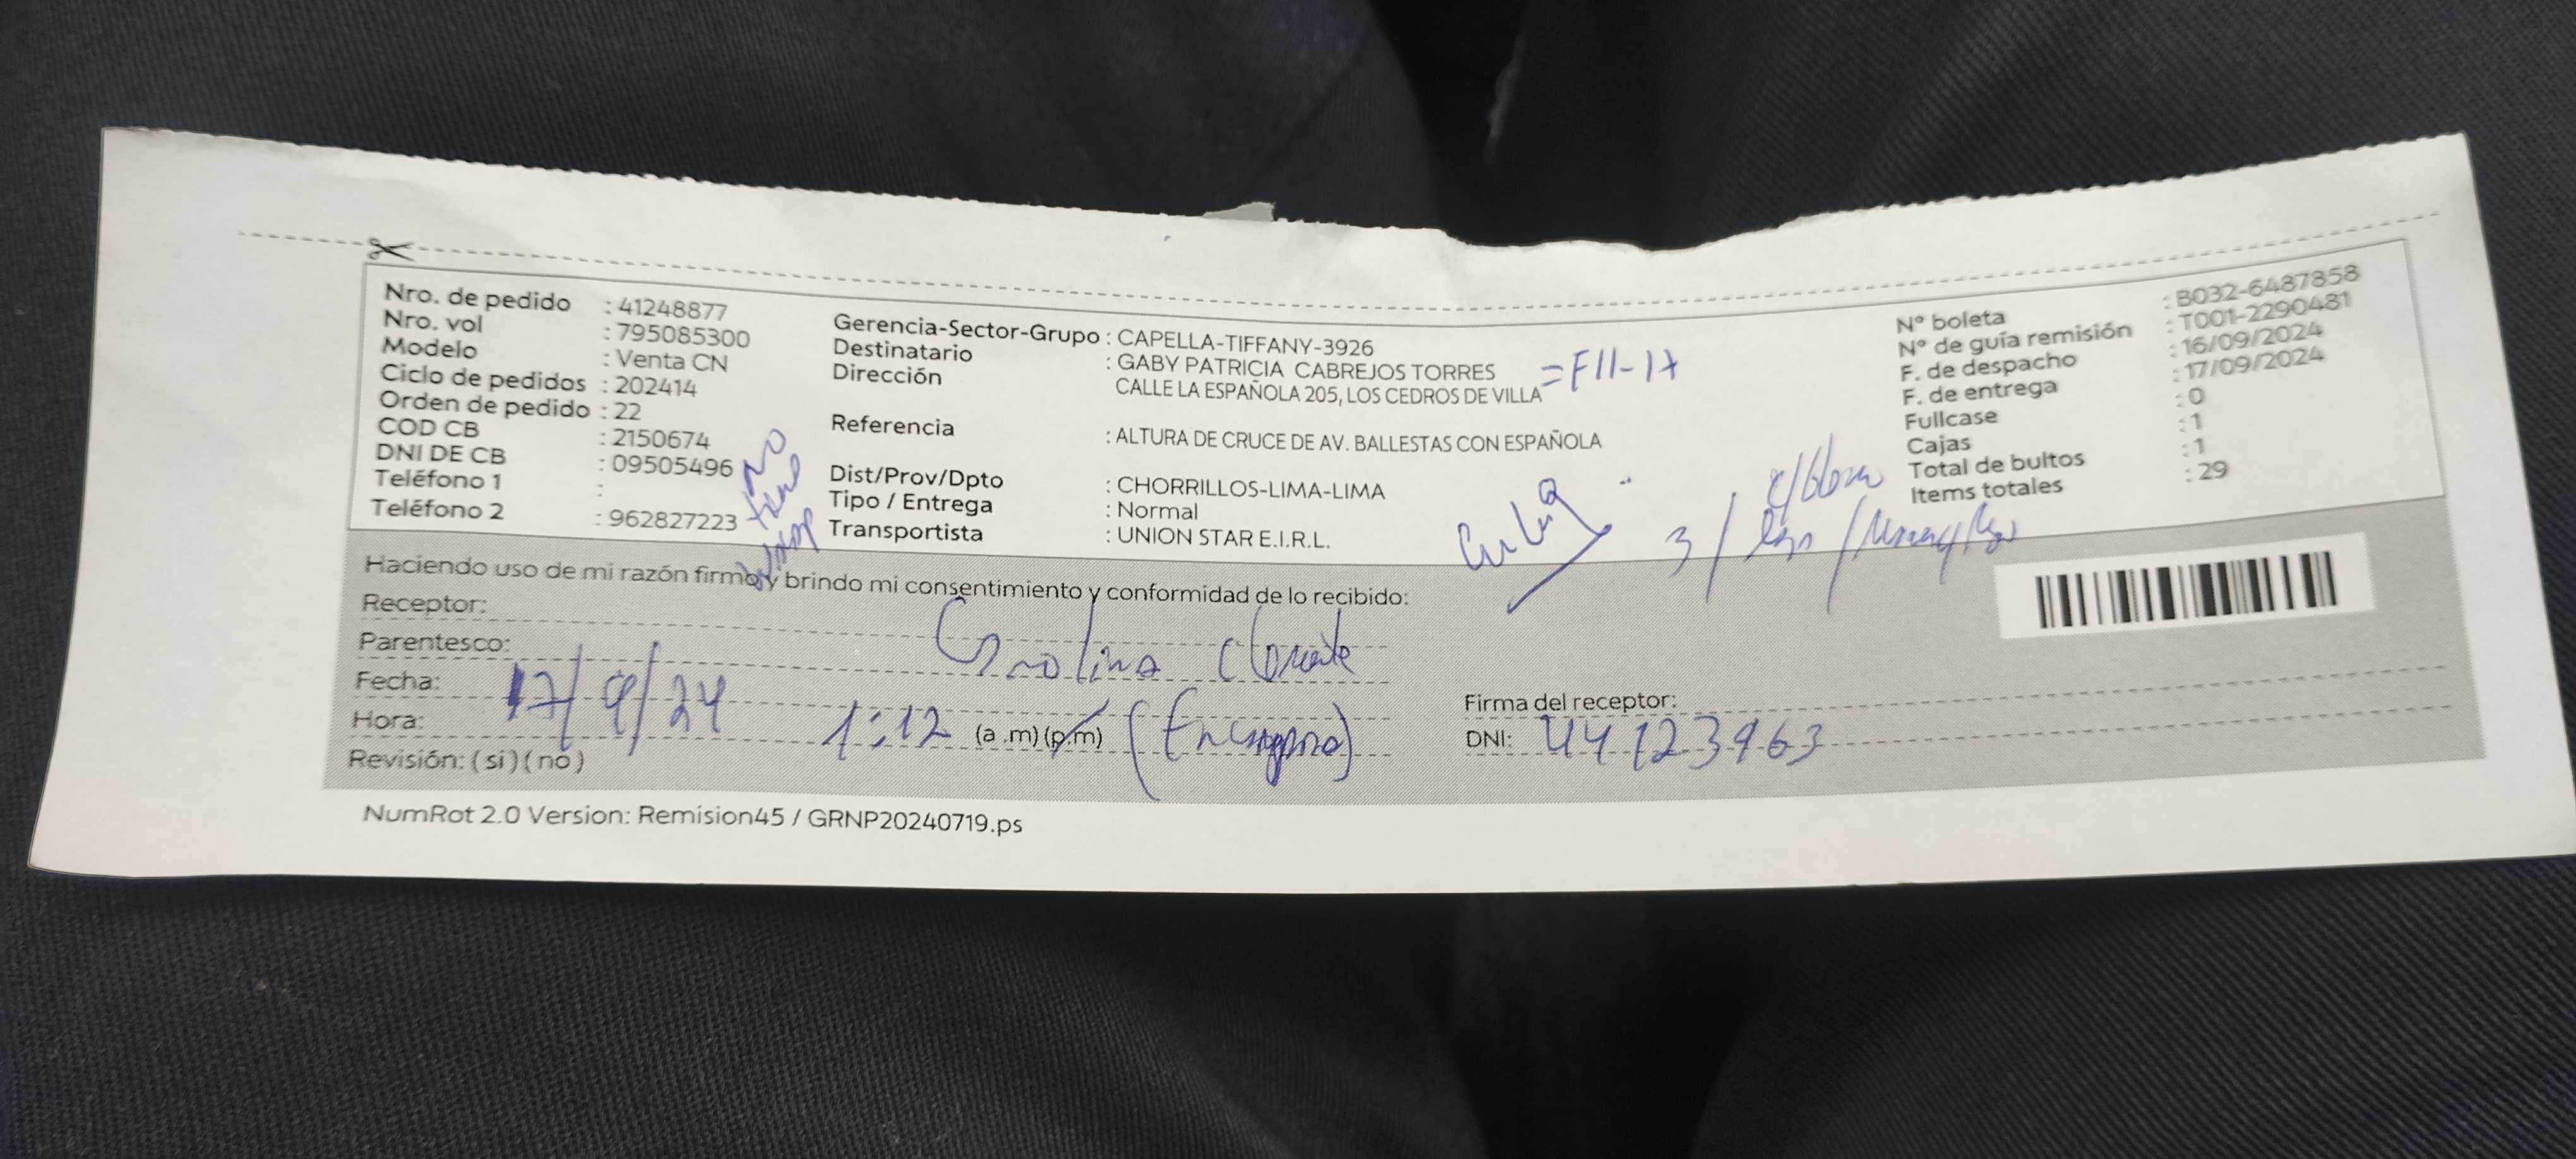 Nro. de pedido : 41248877
Nro. vol : 795085300
Modelo : Venta CN
Ciclo de pedidos : 202414
Orden de pedido : 22
COD CB : 2150674
DNI DE CB : 09505496
Teléfono 1 :
Teléfono 2 : 962827223
no tiene wasap
Gerencia-Sector-Grupo : CAPELLA-TIFFANY-3926
Destinatario : GABY PATRICIA CABREJOS TORRES
Dirección CALLE LA ESPAÑOLA 205, LOS CEDROS DE VILLA = F11-17
Referencia : ALTURA DE CRUCE DE AV. BALLESTAS CON ESPAÑOLA
Dist/Prov/Dpto : CHORRILLOS-LIMA-LIMA
Tipo / Entrega : Normal
Transportista : UNION STAR E.I.R.L.
N° boleta : B032-6487858
N° de guía remisión : T001-2290481
F. de despacho : 16/09/2024
F. de entrega : 17/09/2024
Fullcase : 0
Cajas : 1
Total de bultos : 1
Items totales : 29
3 /
Haciendo uso de mi razón firmo y brindo mi consentimiento y conformidad de lo recibido:
Receptor:
Parentesco:
Fecha: 17/9/24
Hora: 1:12 (a .m) (p.m)
Revisión: ( si ) ( no )
Firma del receptor:
DNI: 44123963
NumRot 2.0 Version: Remision45 / GRNP20240719.ps